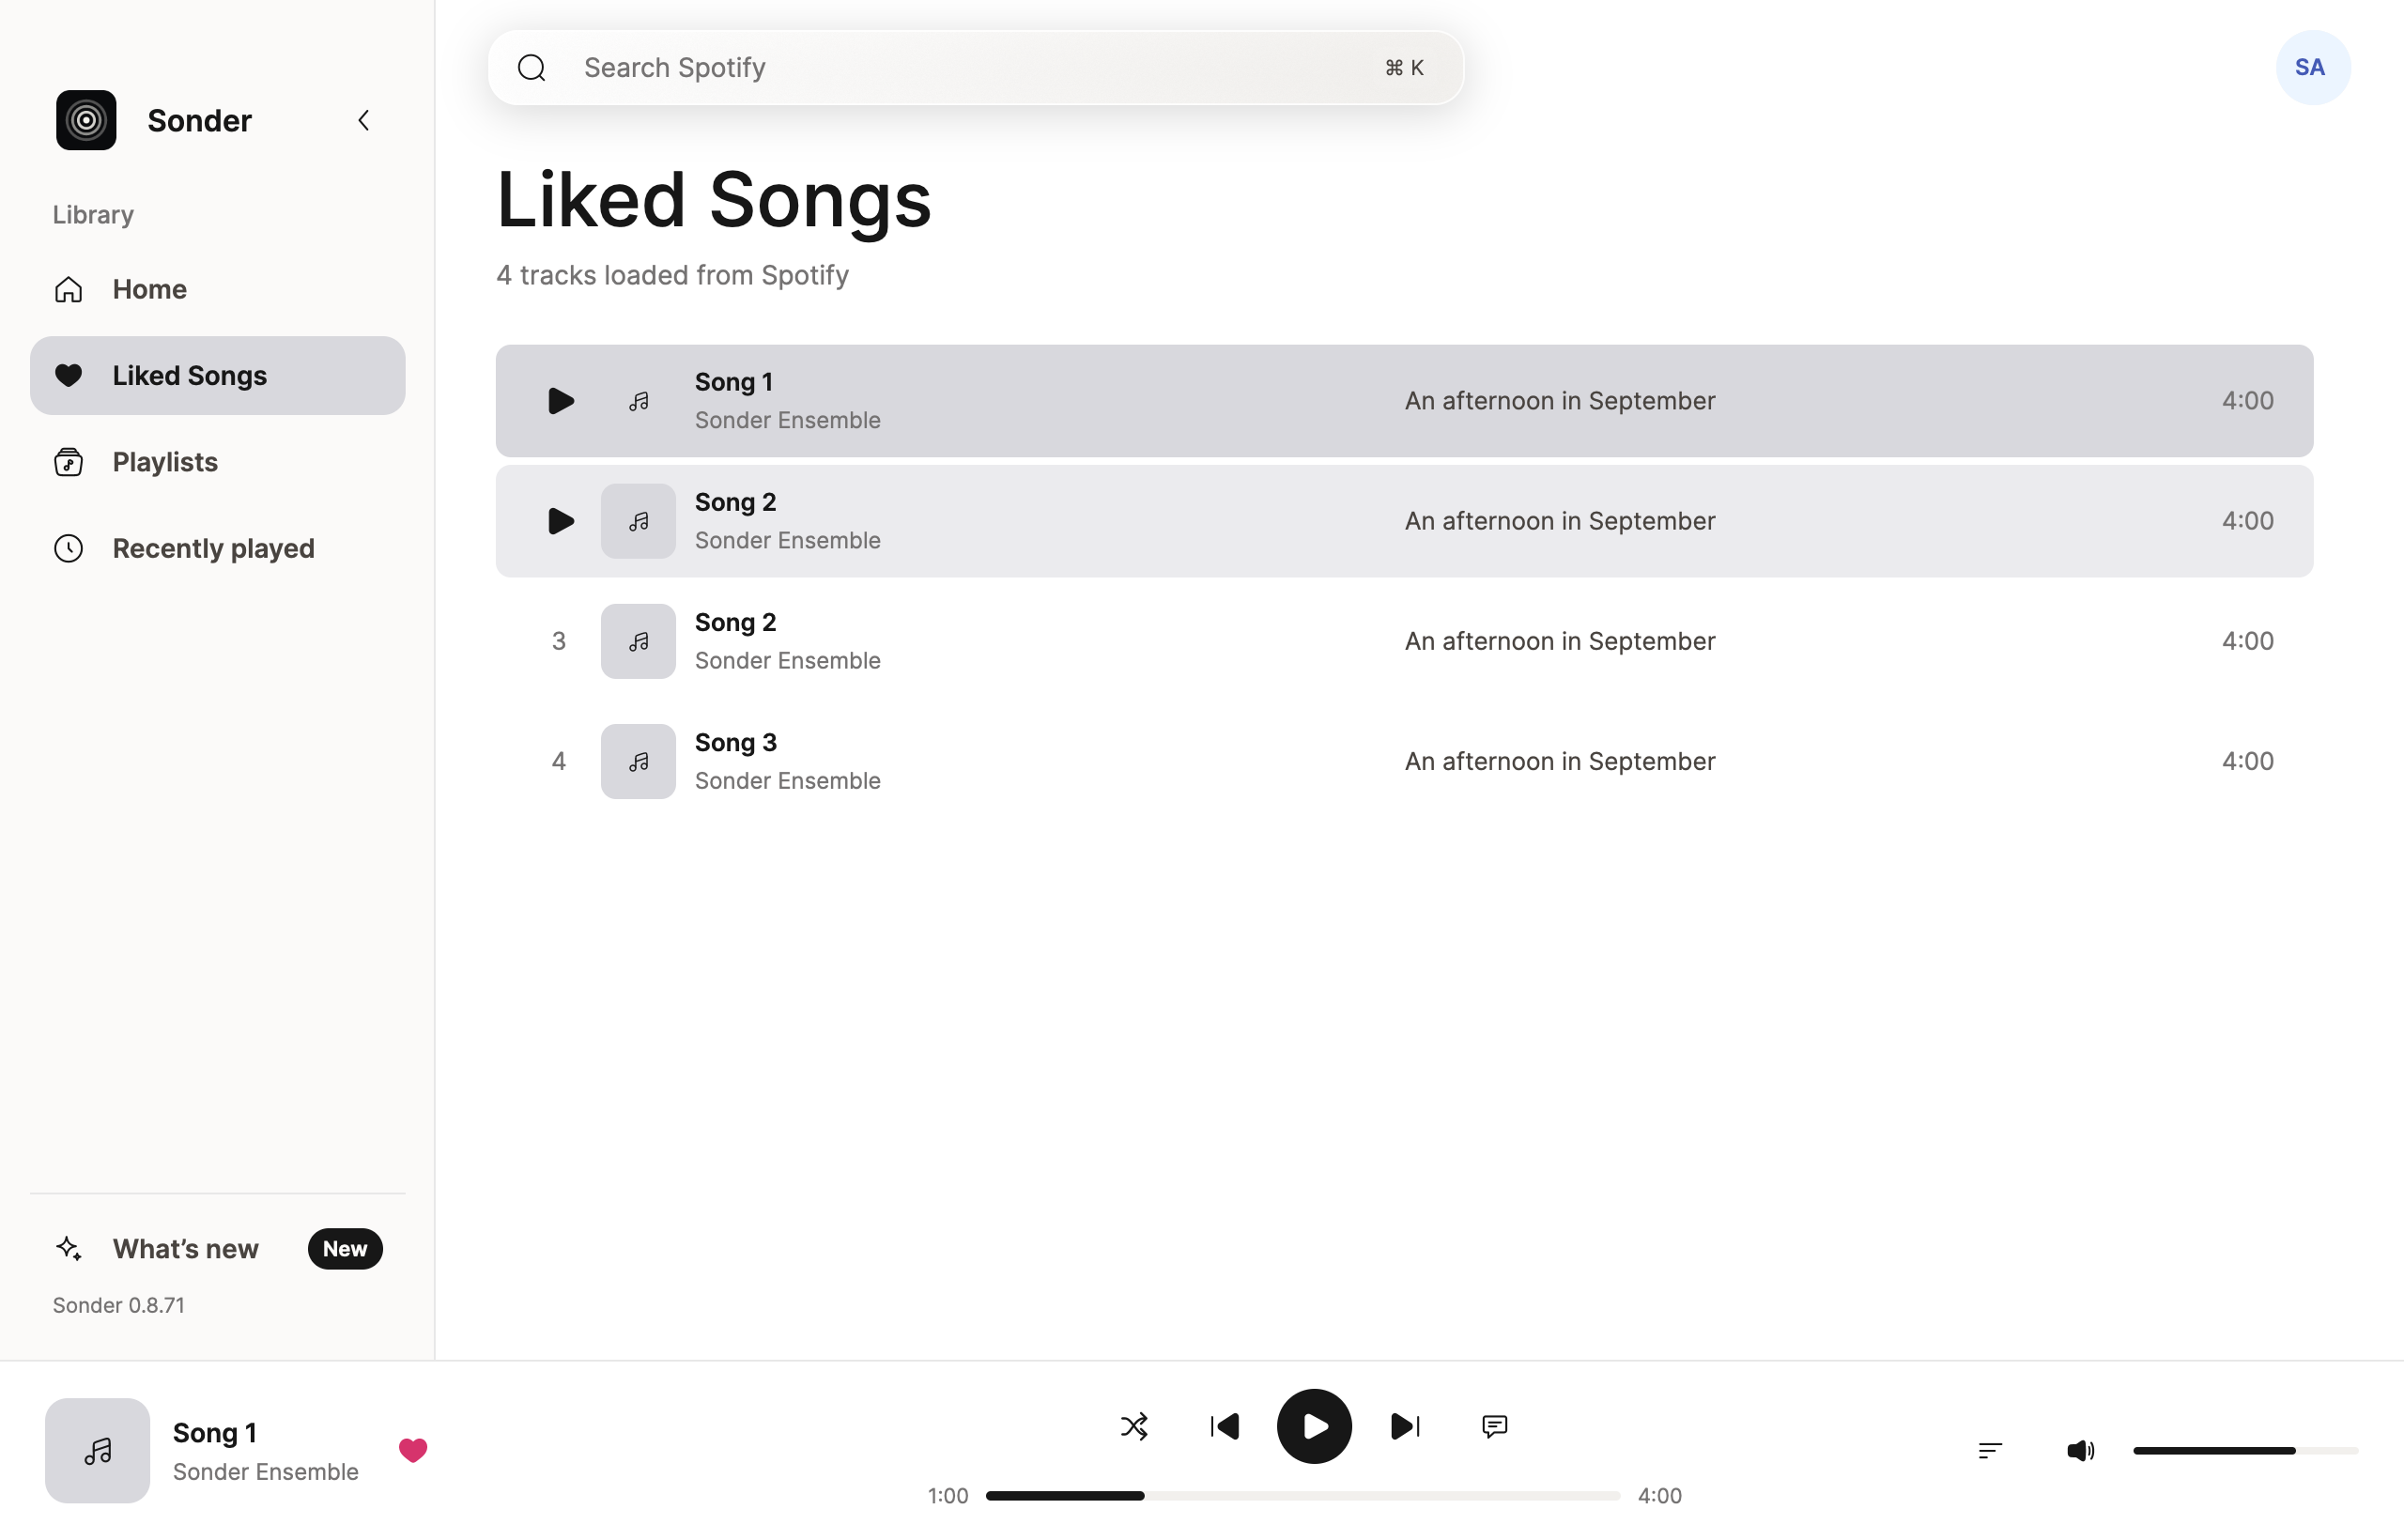 Sonder
Library
Home
Liked Songs
Playlists
Recently played
What’s new New
Sonder 0.8.71
Search Spotify ⌘ K
SA
Liked Songs
4 tracks loaded from Spotify
Song 1
Sonder Ensemble
An afternoon in September
4:00
Song 2
Sonder Ensemble
An afternoon in September
4:00
3
Song 2
Sonder Ensemble
An afternoon in September
4:00
4
Song 3
Sonder Ensemble
An afternoon in September
4:00
Song 1
Sonder Ensemble
1:00
4:00